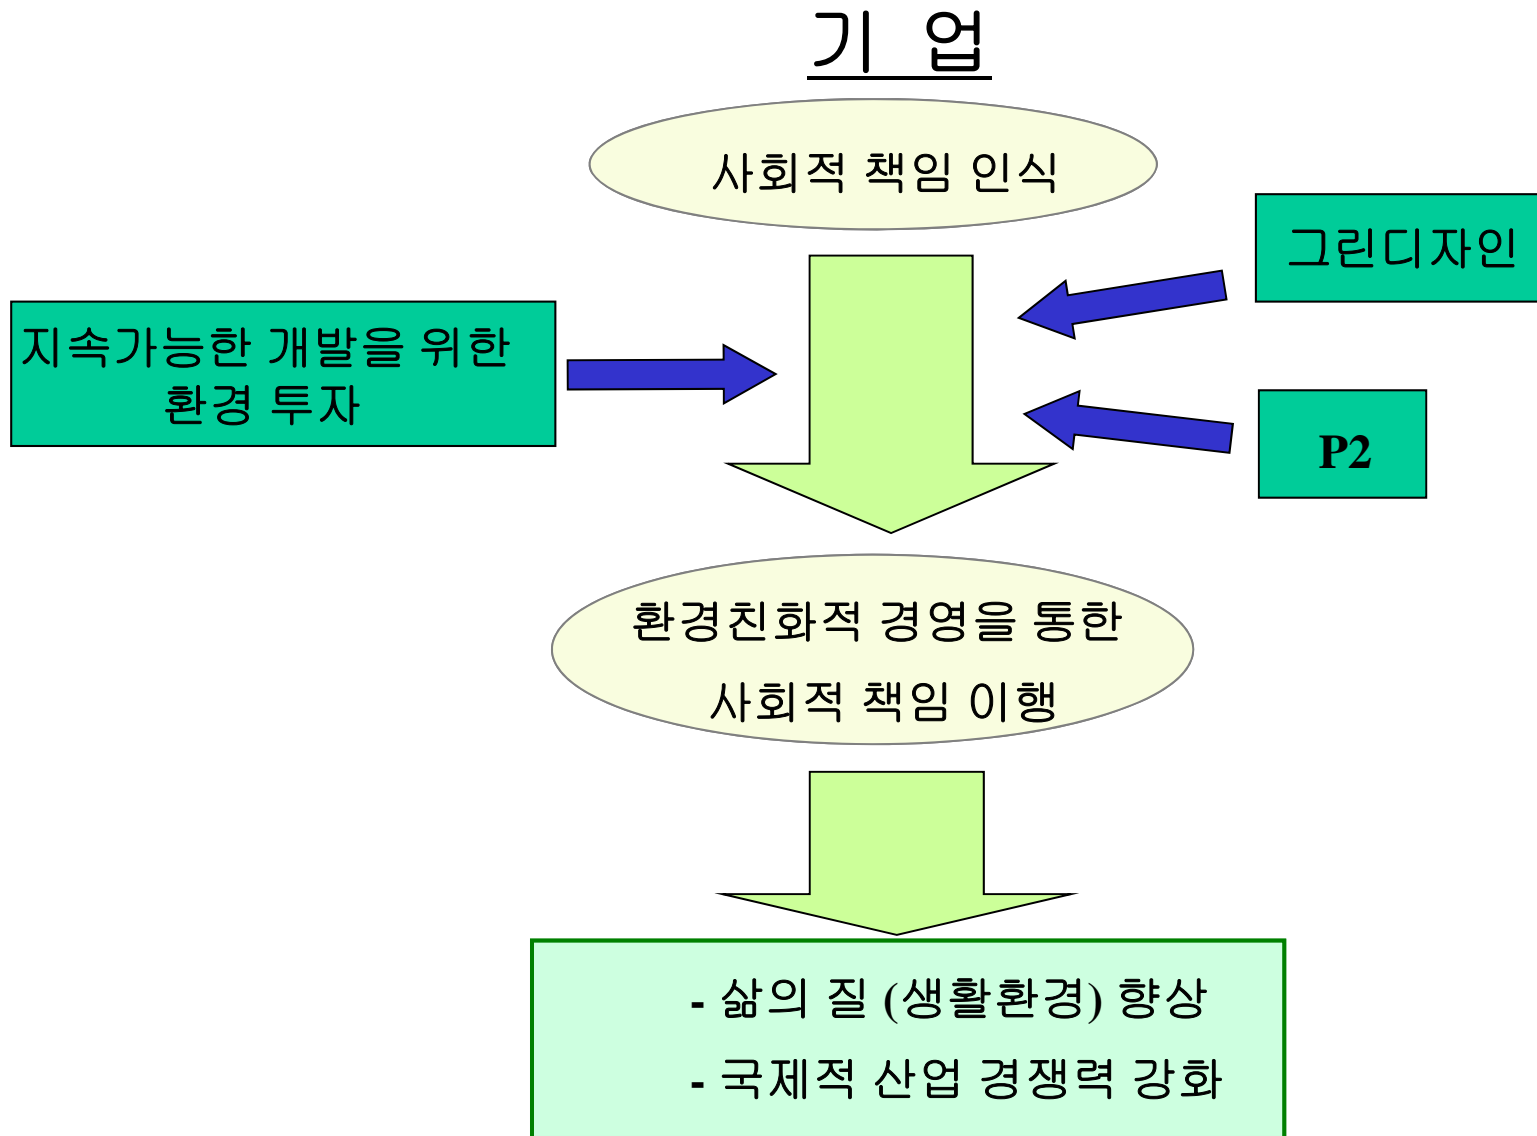 기 업
사회적 책임 인식
그린디자인
지속가능한 개발을 위한
환경 투자
P2
환경친화적 경영을 통한
사회적 책임 이행
- 삶의 질 (생활환경) 향상
- 국제적 산업 경쟁력 강화